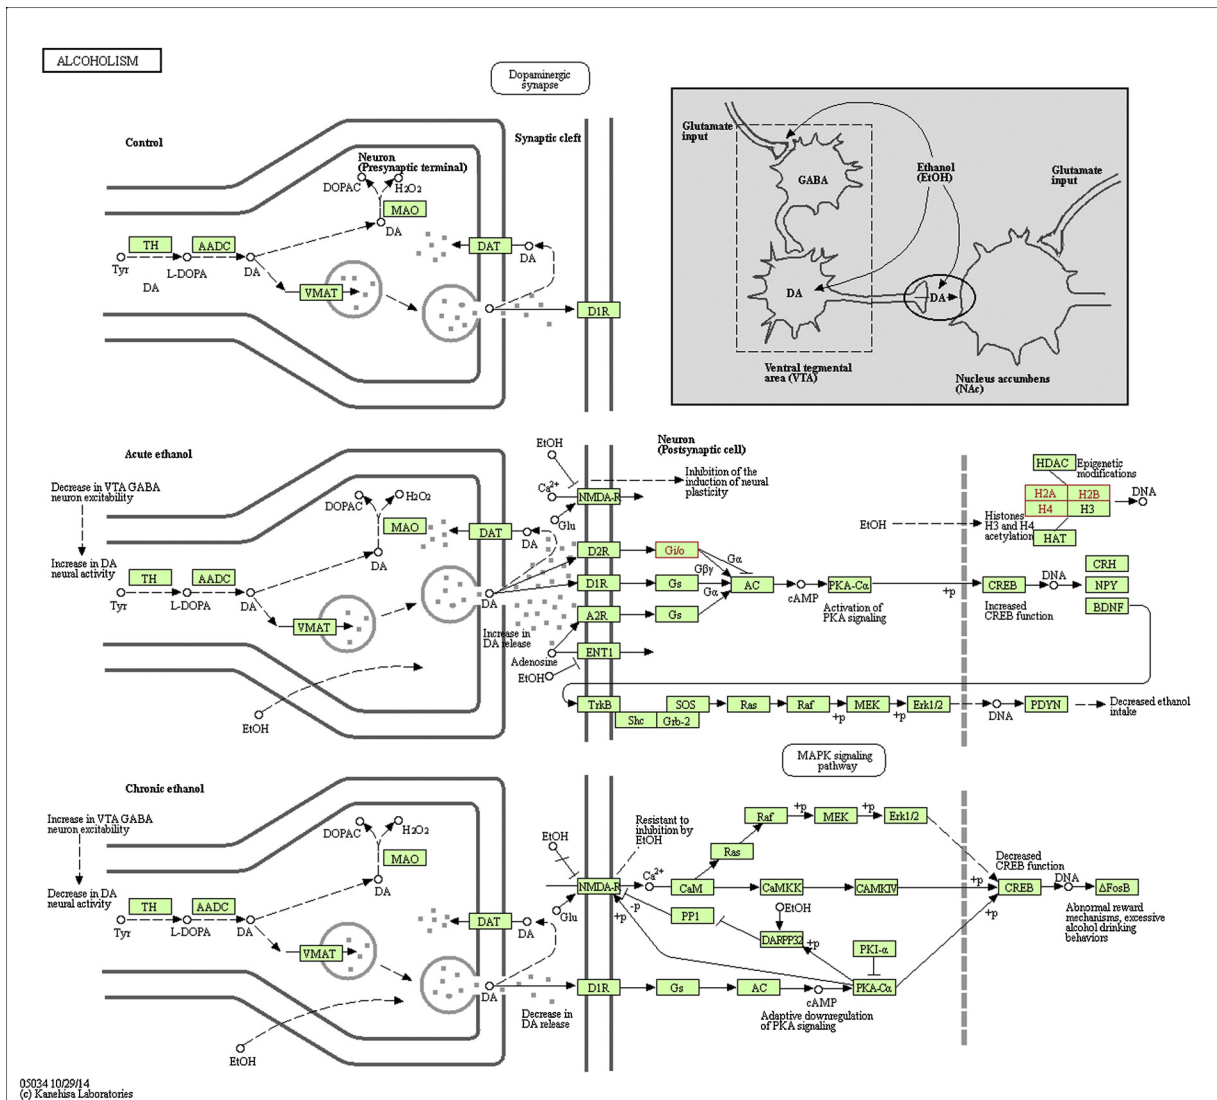 ALCOHOLISM
Dopaminergic
synapse
Control
Synaptic cleft
Neuron
(Presynaptic terminal)
DOPAC
H2O2
MAO
DA
TH
AADC
DAT
DA
Tyr
L-DOPA
DA
DA
VMAT
D1R
Glutamate
input
GABA
Ethanol
(EtOH)
Glutamate
input
DA
DA
Ventral tegmental
area (VTA)
Nucleus accumbens
(NAc)
Acute ethanol
EtOH
Neuron
(Postsynaptic cell)
Decrease in VTA GABA
neuron excitability
DOPAC
H2O2
MAO
DA
Ca2+
NMDA-R
Inhibition of the
induction of neural
plasticity
Glu
HDAC
Epigenetic
modifications
H2A
H2B
H4
H3
DNA
HAT
EtOH
Histones
H3 and H4
acetylation
Increase in DA
neural activity
TH
AADC
DAT
DA
Tyr
L-DOPA
DA
VMAT
DA
Increase in
DA release
D2R
Gi/o
Gα
Gβγ
D1R
Gs
AC
cAMP
PKA-Cα
+p
Gα
A2R
Gs
Activation of
PKA signaling
CREB
DNA
CRH
NPY
BDNF
Increased
CREB function
Adenosine
ENT1
EtOH
EtOH
TrkB
Shc
Grb-2
SOS
Ras
Raf
+p
MEK
+p
Erk1/2
DNA
PDYN
Decreased ethanol
intake
MAPK signaling
pathway
Chronic ethanol
Increase in VTA GABA
neuron excitability
DOPAC
H2O2
MAO
DA
EtOH
Resistant to
inhibition by
EtOH
Raf
+p
MEK
+p
Erk1/2
Ras
Decrease in DA
neural activity
TH
AADC
DAT
DA
Tyr
L-DOPA
DA
VMAT
DA
Glu
NMDA-R
Ca2+
CaM
CaMKK
CAMKIV
+p
Decreased
CREB function
CREB
DNA
ΔFosB
Abnormal reward
mechanisms, excessive
alcohol drinking
behaviors
-p
+p
PP1
EtOH
DARPP32
+p
PKI-α
+p
D1R
Gs
AC
cAMP
PKA-Cα
Decrease in
DA release
Adaptive downregulation
of PKA signaling
EtOH
05034 10/29/14
(c) Kanehisa Laboratories